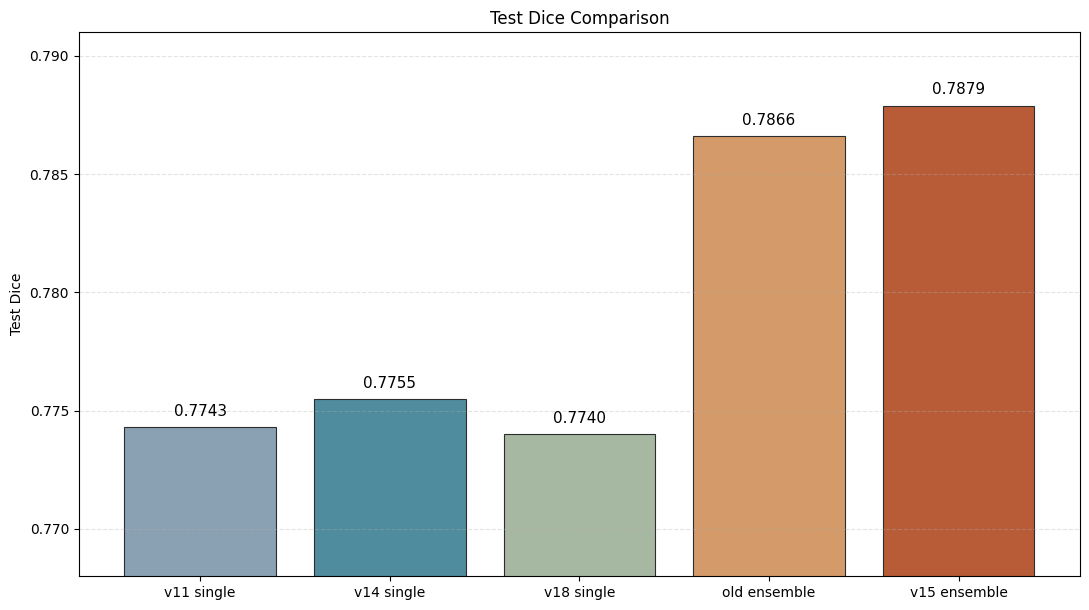 Test Dice Comparison
Test Dice
0.790
0.785
0.780
0.775
0.770
0.7743
0.7755
0.7740
0.7866
0.7879
v11 single
v14 single
v18 single
old ensemble
v15 ensemble